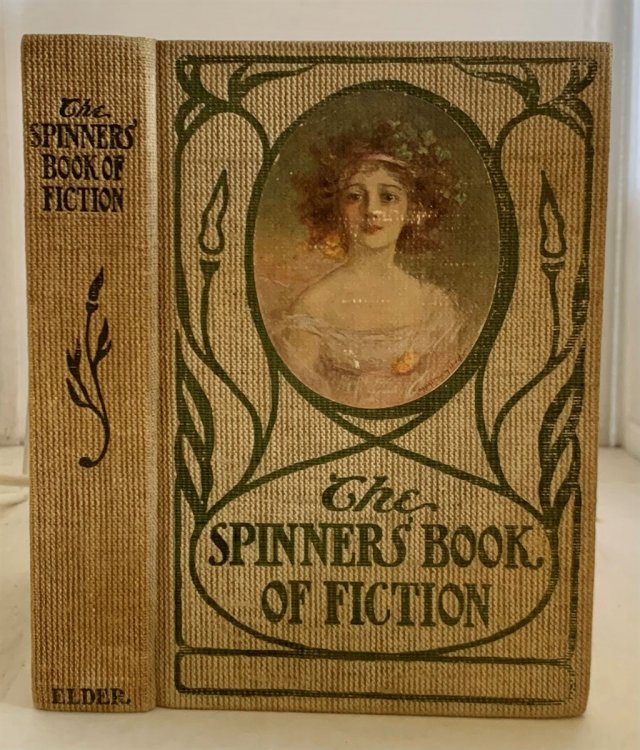 The
SPINNERS'
BOOK OF
FICTION
ELDER
The
SPINNERS' BOOK
OF FICTION